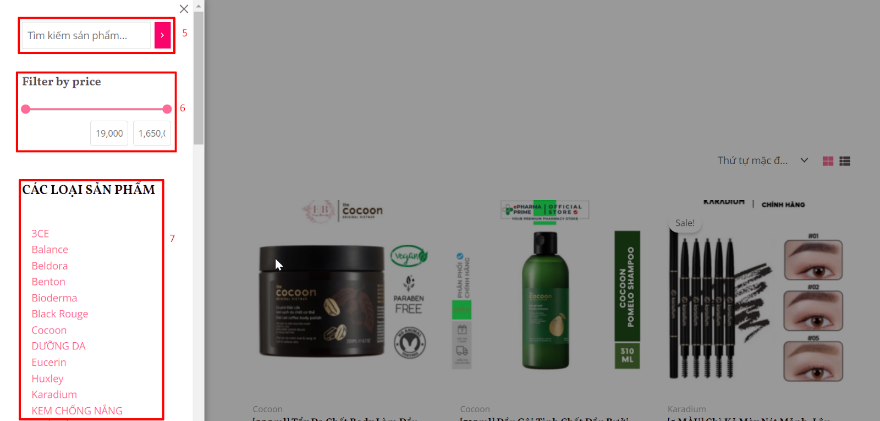 Tìm kiếm sản phẩm...
5
Filter by price
6
19,000
1,650,0
CÁC LOẠI SẢN PHẨM
7
3CE
Balance
Beldora
Benton
Bioderma
Black Rouge
Cocoon
DƯỠNG DA
Eucerin
Huxley
Karadium
KEM CHỐNG NẮNG
Thứ tự mặc đ...
the
cocoon
VEGAN
PARABEN
FREE
cocoon
ePHARMA
PRIME
OFFICIAL
STORE
PHÂN PHỐI
CHÍNH HÃNG
COCOON
POMELO SHAMPOO
310
ML
KARADIUM
CHÍNH HÃNG
Sale!
#01
#02
#05
Cocoon
Cocoon
Karadium